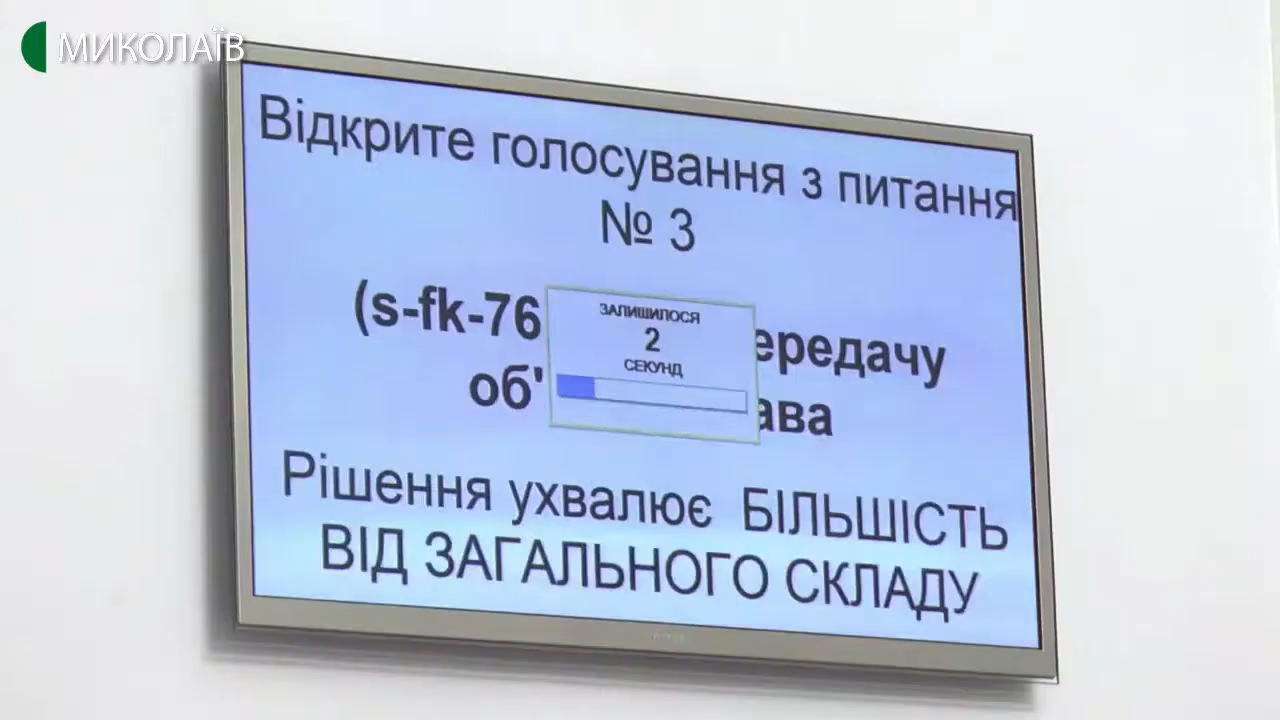 МИКОЛАЇВ
Відкрите голосування з питання
№ 3
(s-fk-76 ередачу
об' ава
ЗАЛИШИЛОСЯ
2
СЕКУНД
Рішення ухвалює БІЛЬШІСТЬ
ВІД ЗАГАЛЬНОГО СКЛАДУ